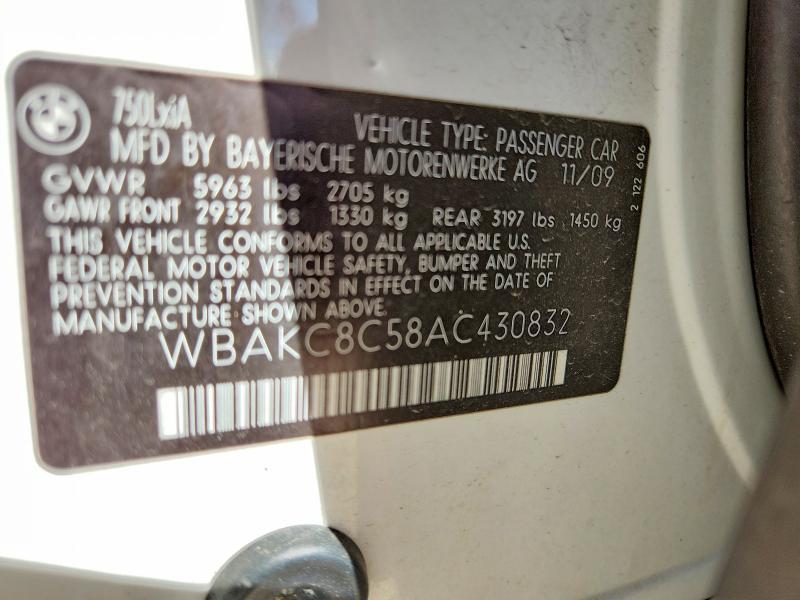 750LxiA
VEHICLE TYPE: PASSENGER CAR
MFD BY BAYERISCHE MOTORENWERKE AG 11/09
GVWR 5963 lbs 2705 kg
GAWR FRONT 2932 lbs 1330 kg REAR 3197 lbs 1450 kg
THIS VEHICLE CONFORMS TO ALL APPLICABLE U.S.
FEDERAL MOTOR VEHICLE SAFETY, BUMPER AND THEFT
PREVENTION STANDARDS IN EFFECT ON THE DATE OF
MANUFACTURE SHOWN ABOVE.
WBAKC8C58AC430832
2 122 606